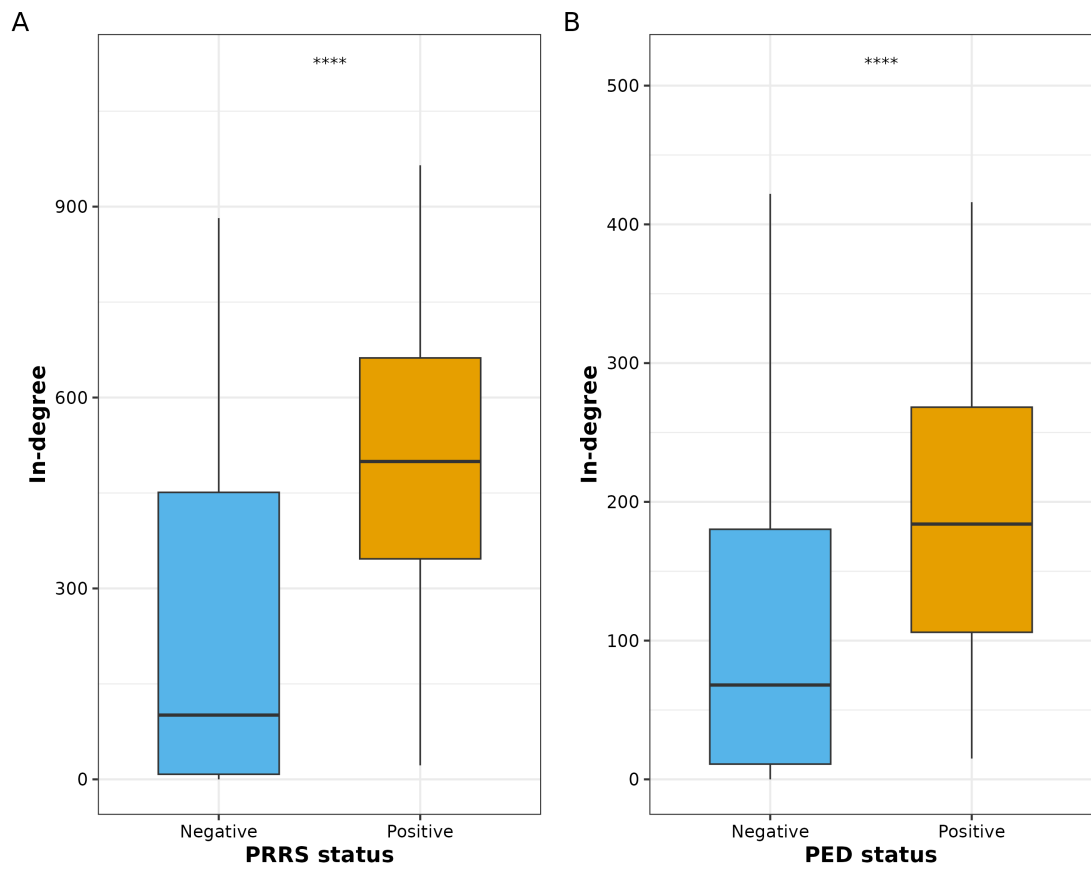 A
****
900
600
300
0
In-degree
Negative
Positive
PRRS status
B
****
500
400
300
200
100
0
In-degree
Negative
Positive
PED status